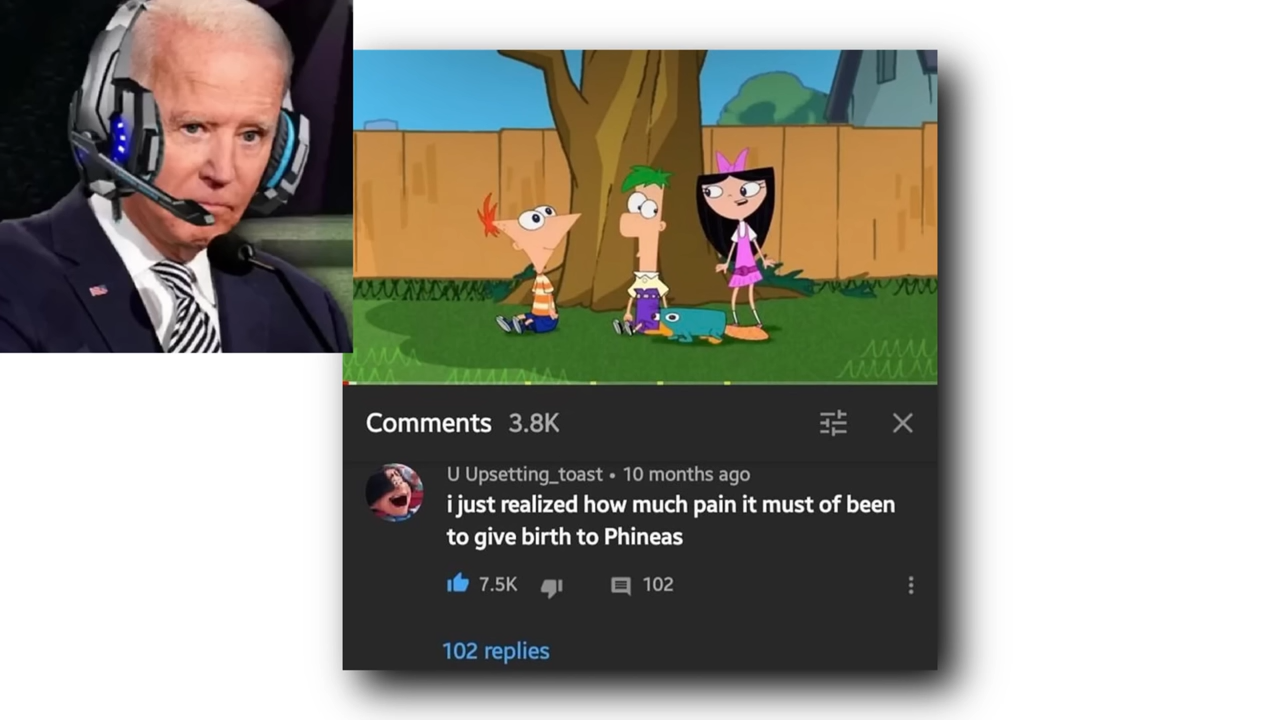 Comments 3.8K
U Upsetting_toast • 10 months ago
i just realized how much pain it must of been
to give birth to Phineas
7.5K 102
102 replies